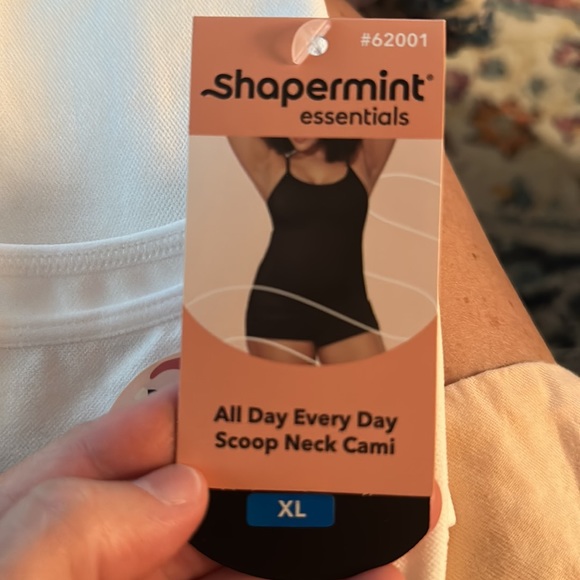 #62001
Shapermint®
essentials
All Day Every Day
Scoop Neck Cami
XL